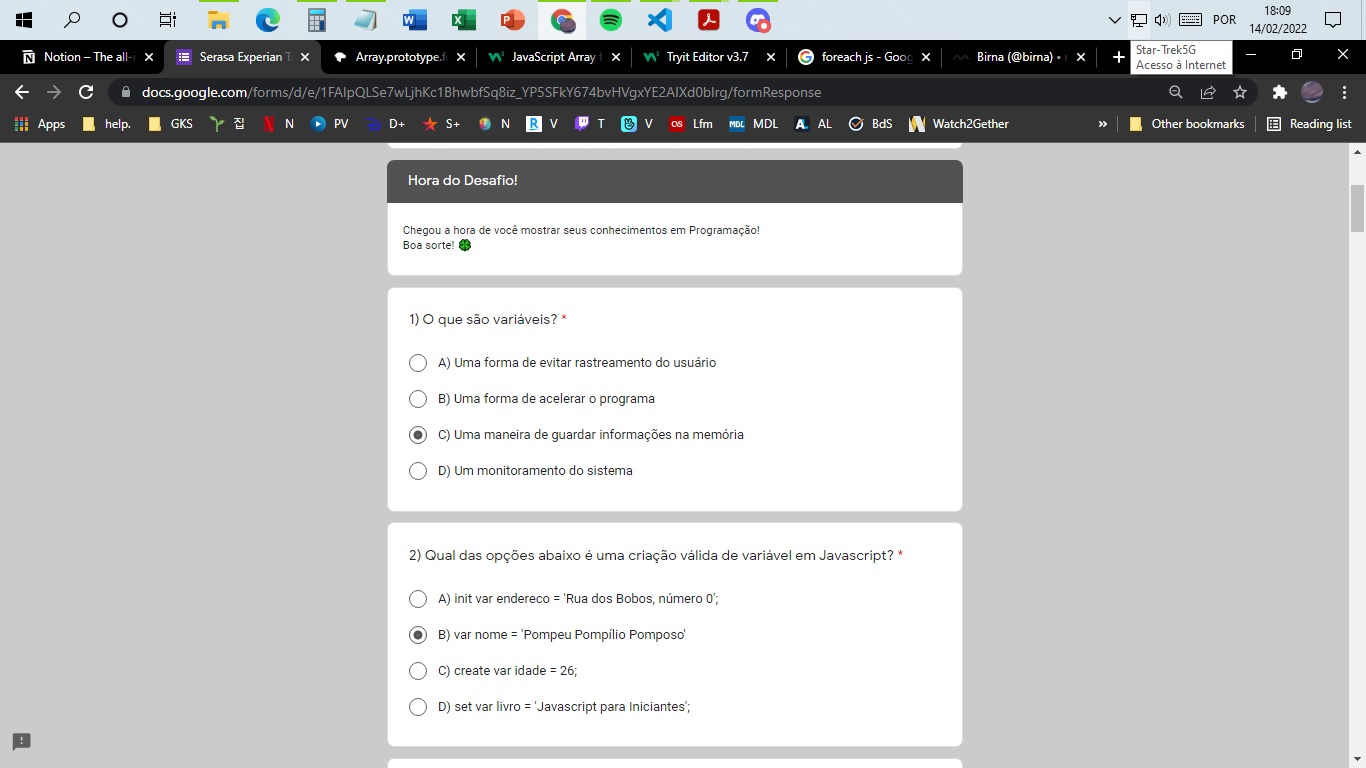 18:09
POR
14/02/2022
Star-Trek5G
Acesso à Internet
Notion – The all-i
Serasa Experian T
Array.prototype.f
JavaScript Array f
Tryit Editor v3.7
foreach js - Goog
Birna (@birna) •
docs.google.com/forms/d/e/1FAIpQLSe7wLjhKc1BhwbfSq8iz_YP5SFkY674bvHVgxYE2AIXd0bIrg/formResponse
Apps help. GKS 집 N PV D+ S+ N V T V Lfm MDL AL BdS Watch2Gether » Other bookmarks Reading list
Hora do Desafio!
Chegou a hora de você mostrar seus conhecimentos em Programação!
Boa sorte! 🍀
1) O que são variáveis? *
A) Uma forma de evitar rastreamento do usuário
B) Uma forma de acelerar o programa
C) Uma maneira de guardar informações na memória
D) Um monitoramento do sistema
2) Qual das opções abaixo é uma criação válida de variável em Javascript? *
A) init var endereco = 'Rua dos Bobos, número 0';
B) var nome = 'Pompeu Pompílio Pomposo'
C) create var idade = 26;
D) set var livro = 'Javascript para Iniciantes';